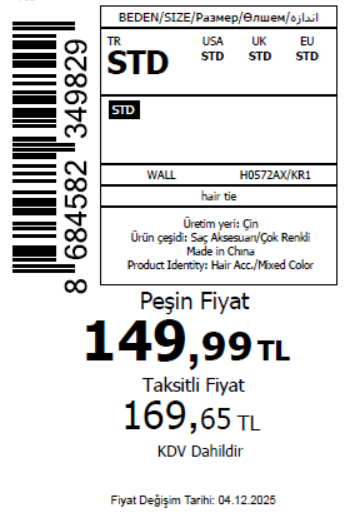 BEDEN/SIZE/Размер/Өлшем/اندازه
TR USA UK EU
STD STD STD STD
STD
WALL H0572AX/KR1
hair tie
Üretim yeri: Çin
Ürün çeşidi: Saç Aksesuarı/Çok Renkli
Made in China
Product Identity: Hair Acc./Mixed Color
8 684582 349829
Peşin Fiyat
149,99 TL
Taksitli Fiyat
169,65 TL
KDV Dahildir
Fiyat Değişim Tarihi: 04.12.2025